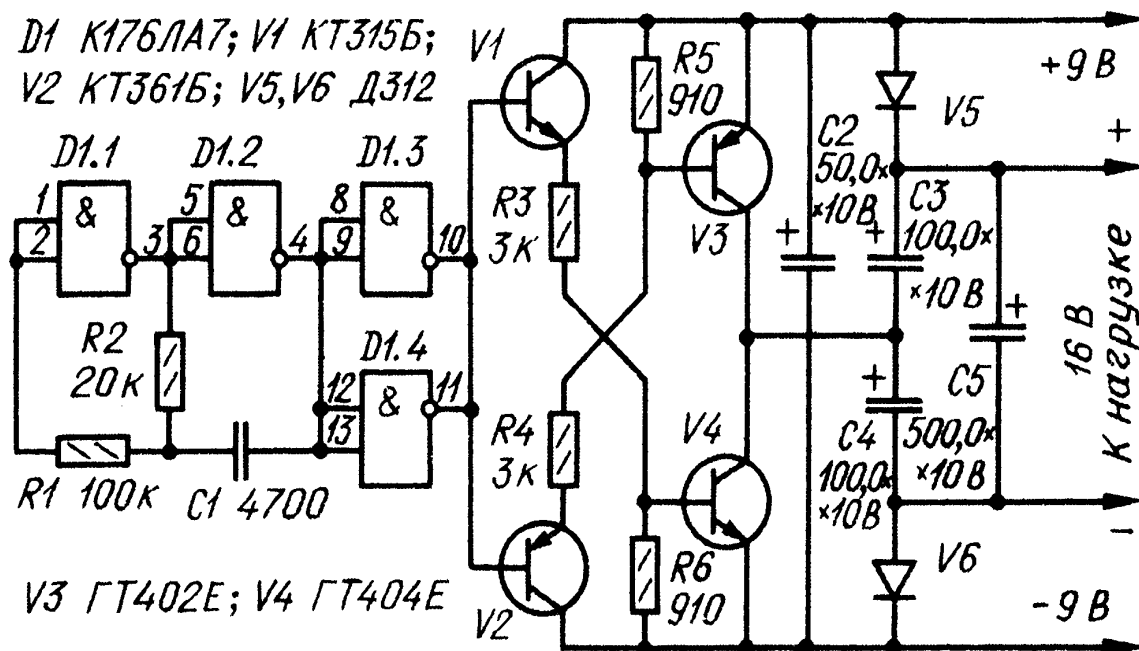 D1 К176ЛА7; V1 КТ315Б;
V2 КТ361Б; V5,V6 Д312
D1.1
D1.2
D1.3
V1
R5
910
+9 В
1
2
&
3
5
6
&
4
8
9
&
10
R3
3к
V3
C2
50,0×
×10В
+
V5
+
C3
+
100,0×
×10В
R2
20к
D1.4
12
13
&
11
R4
3к
V4
+
C4
100,0×
×10В
+
C5
500,0×
×10В
16 В
К нагрузке
R1 100к
C1 4700
V2
R6
910
V6
–
-9 В
V3 ГТ402Е; V4 ГТ404Е